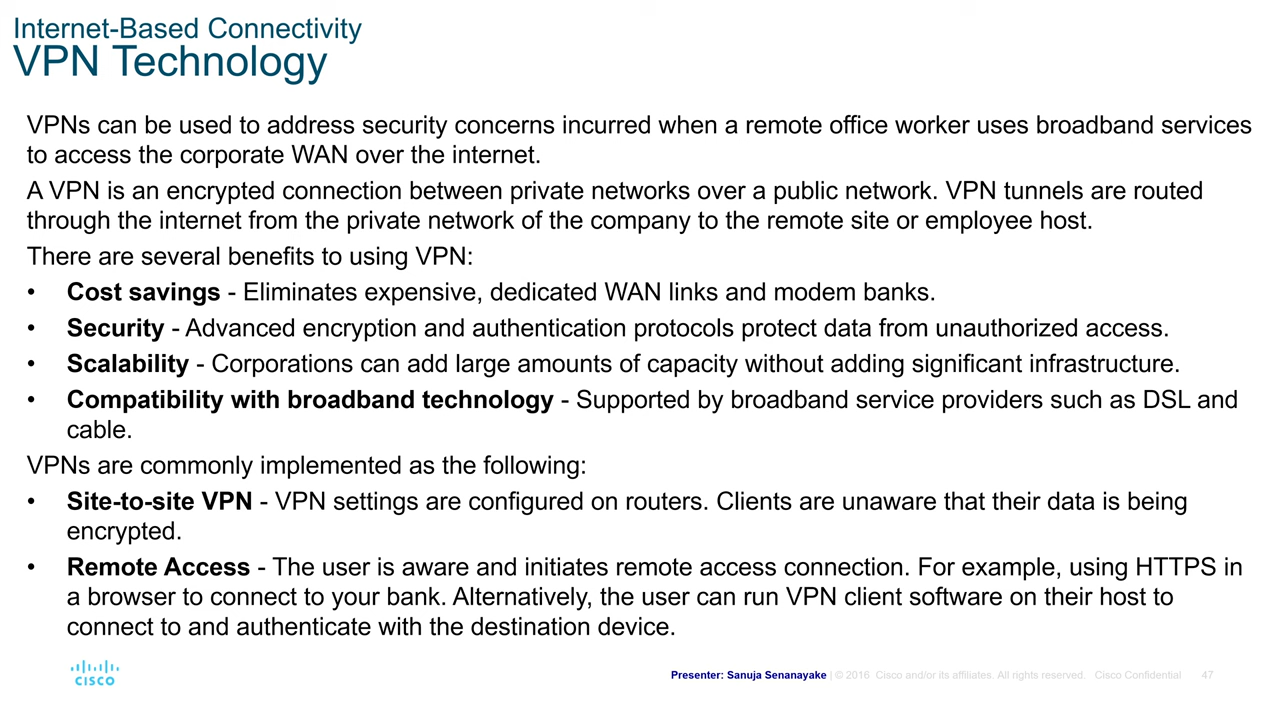 Internet-Based Connectivity
VPN Technology
VPNs can be used to address security concerns incurred when a remote office worker uses broadband services
to access the corporate WAN over the internet.
A VPN is an encrypted connection between private networks over a public network. VPN tunnels are routed
through the internet from the private network of the company to the remote site or employee host.
There are several benefits to using VPN:
• Cost savings - Eliminates expensive, dedicated WAN links and modem banks.
• Security - Advanced encryption and authentication protocols protect data from unauthorized access.
• Scalability - Corporations can add large amounts of capacity without adding significant infrastructure.
• Compatibility with broadband technology - Supported by broadband service providers such as DSL and
cable.
VPNs are commonly implemented as the following:
• Site-to-site VPN - VPN settings are configured on routers. Clients are unaware that their data is being
encrypted.
• Remote Access - The user is aware and initiates remote access connection. For example, using HTTPS in
a browser to connect to your bank. Alternatively, the user can run VPN client software on their host to
connect to and authenticate with the destination device.
CISCO
Presenter: Sanuja Senanayake | © 2016 Cisco and/or its affiliates. All rights reserved. Cisco Confidential 47